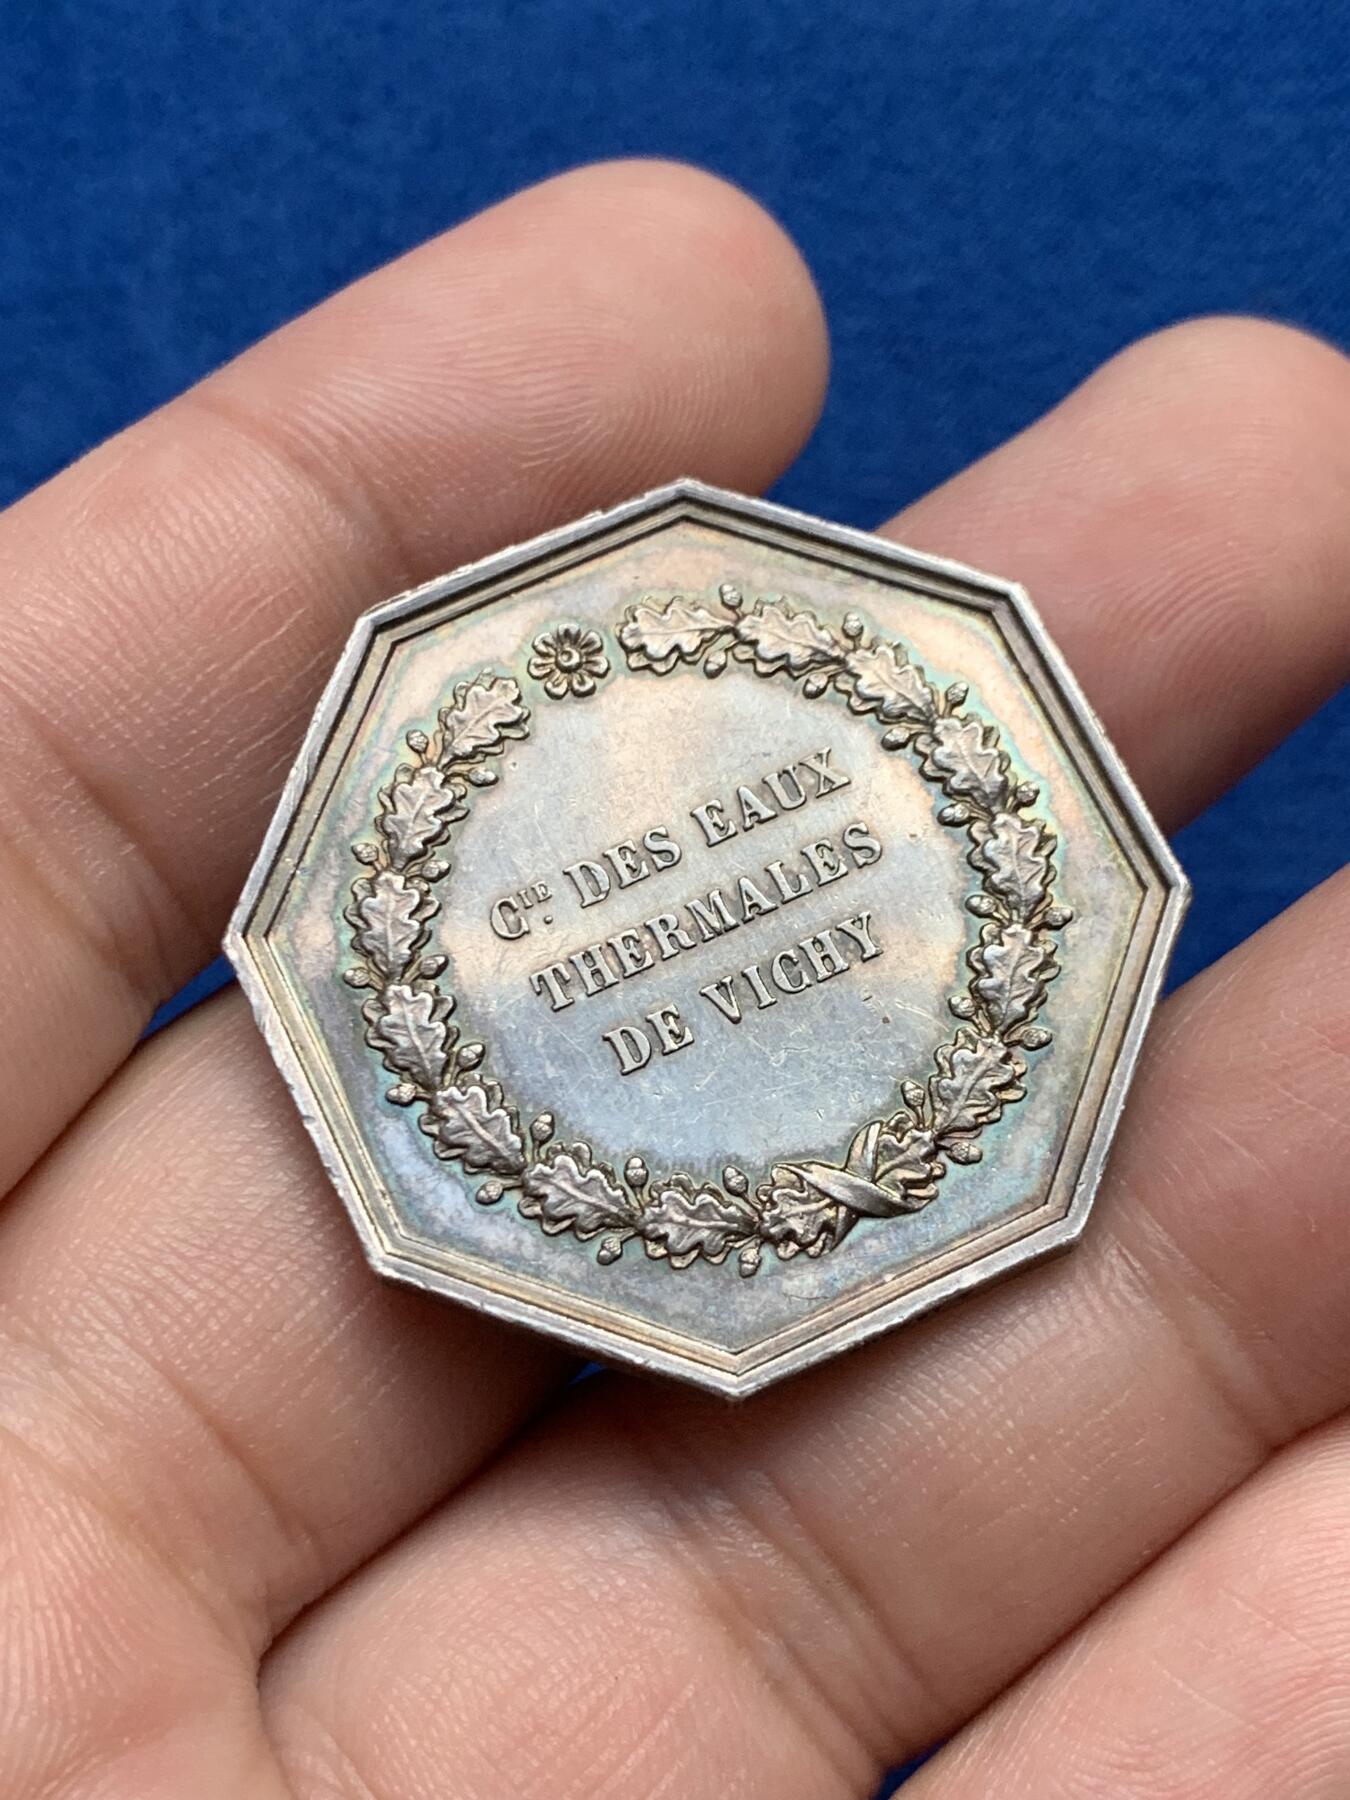 CIE. DES EAUX
THERMALES
DE VICHY